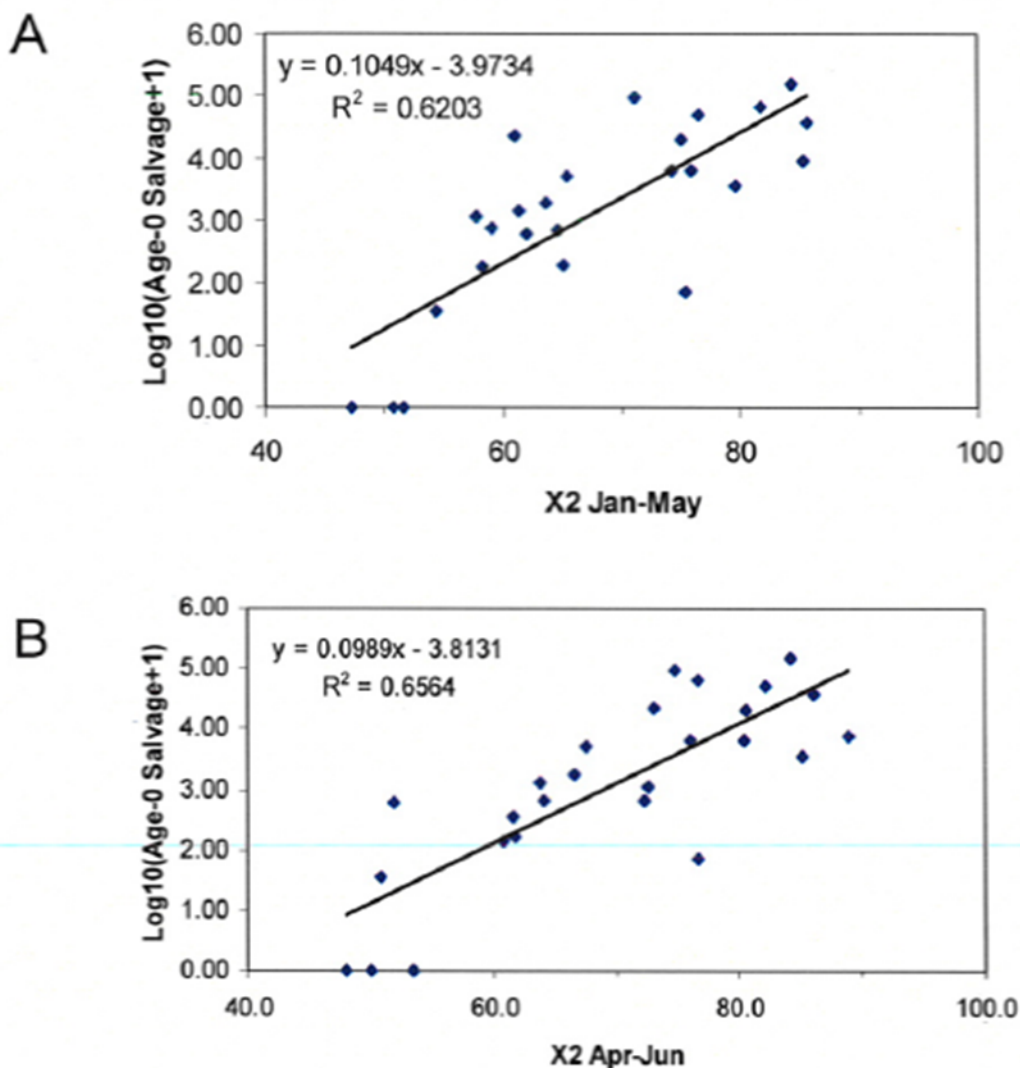 A
y = 0.1049x - 3.9734
R² = 0.6203
Log10(Age-0 Salvage+1)
6.00
5.00
4.00
3.00
2.00
1.00
0.00
40 60 80 100
X2 Jan-May
B
y = 0.0989x - 3.8131
R² = 0.6564
Log10(Age-0 Salvage+1)
6.00
5.00
4.00
3.00
2.00
1.00
0.00
40.0 60.0 80.0 100.0
X2 Apr-Jun